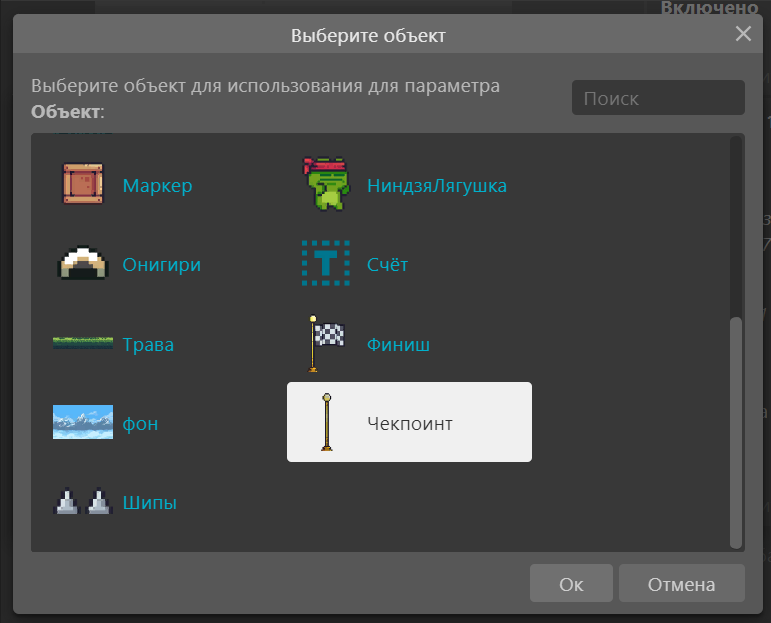 Включено
Выберите объект
Выберите объект для использования для параметра
Объект:
Поиск
Маркер
НиндзяЛягушка
Онигири
Счёт
Трава
Финиш
фон
Чекпоинт
Шипы
Ок
Отмена